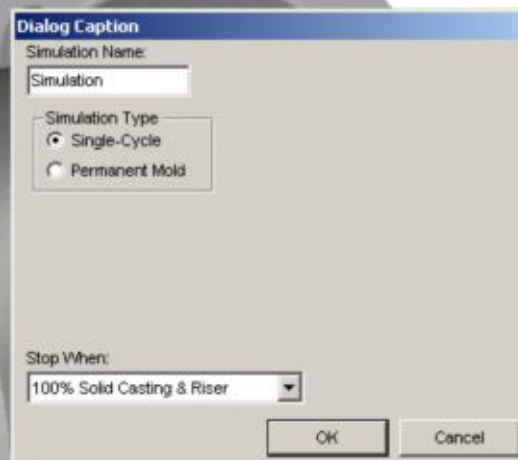 Dialog Caption
Simulation Name:
Simulation
Simulation Type
Single-Cycle
Permanent Mold
Stop When:
100% Solid Casting & Riser
OK
Cancel